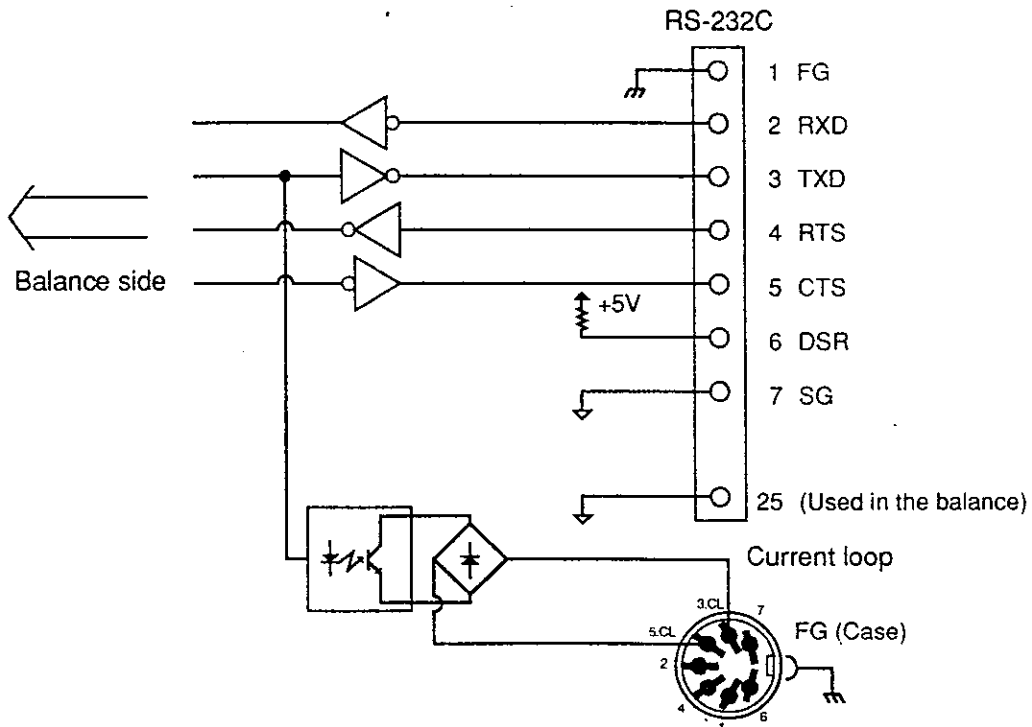 RS-232C
1 FG
2 RXD
3 TXD
4 RTS
Balance side
5 CTS
+5V
6 DSR
7 SG
25 (Used in the balance)
Current loop
3.CL
7
5.CL
FG (Case)
2
4
1
6